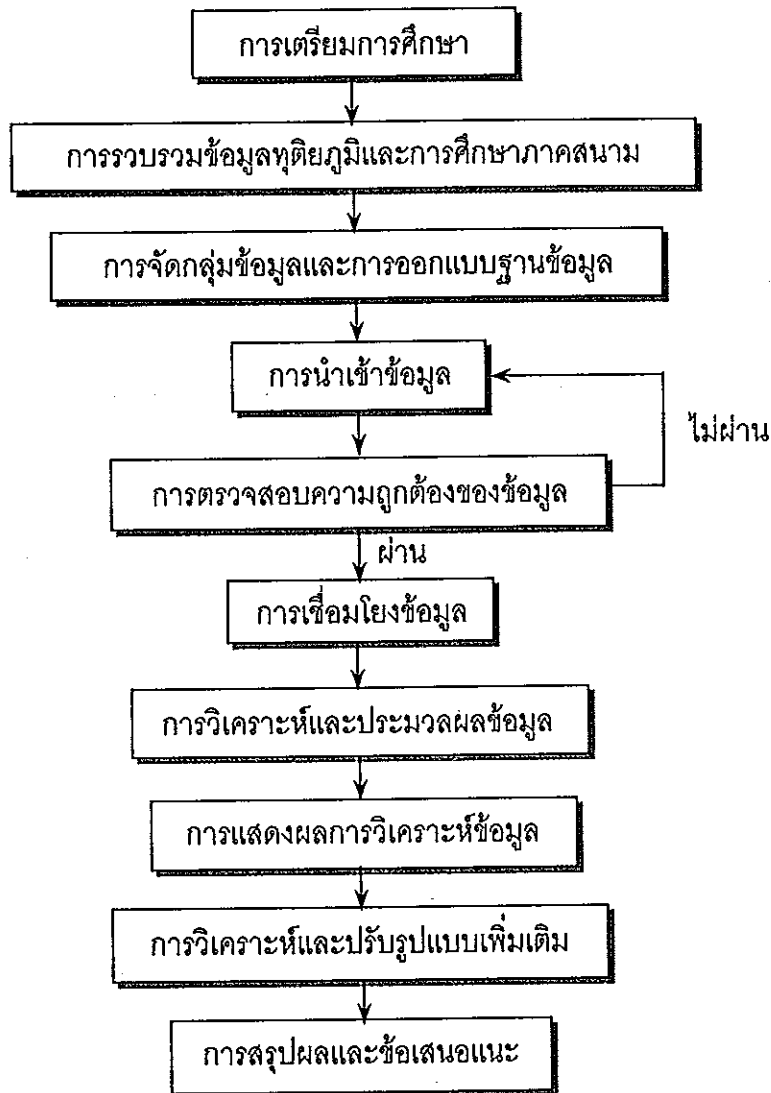 การเตรียมการศึกษา
การรวบรวมข้อมูลทุติยภูมิและการศึกษาภาคสนาม
การจัดกลุ่มข้อมูลและการออกแบบฐานข้อมูล
การนำเข้าข้อมูล
ไม่ผ่าน
การตรวจสอบความถูกต้องของข้อมูล
ผ่าน
การเชื่อมโยงข้อมูล
การวิเคราะห์และประมวลผลข้อมูล
การแสดงผลการวิเคราะห์ข้อมูล
การวิเคราะห์และปรับรูปแบบเพิ่มเติม
การสรุปผลและข้อเสนอแนะ